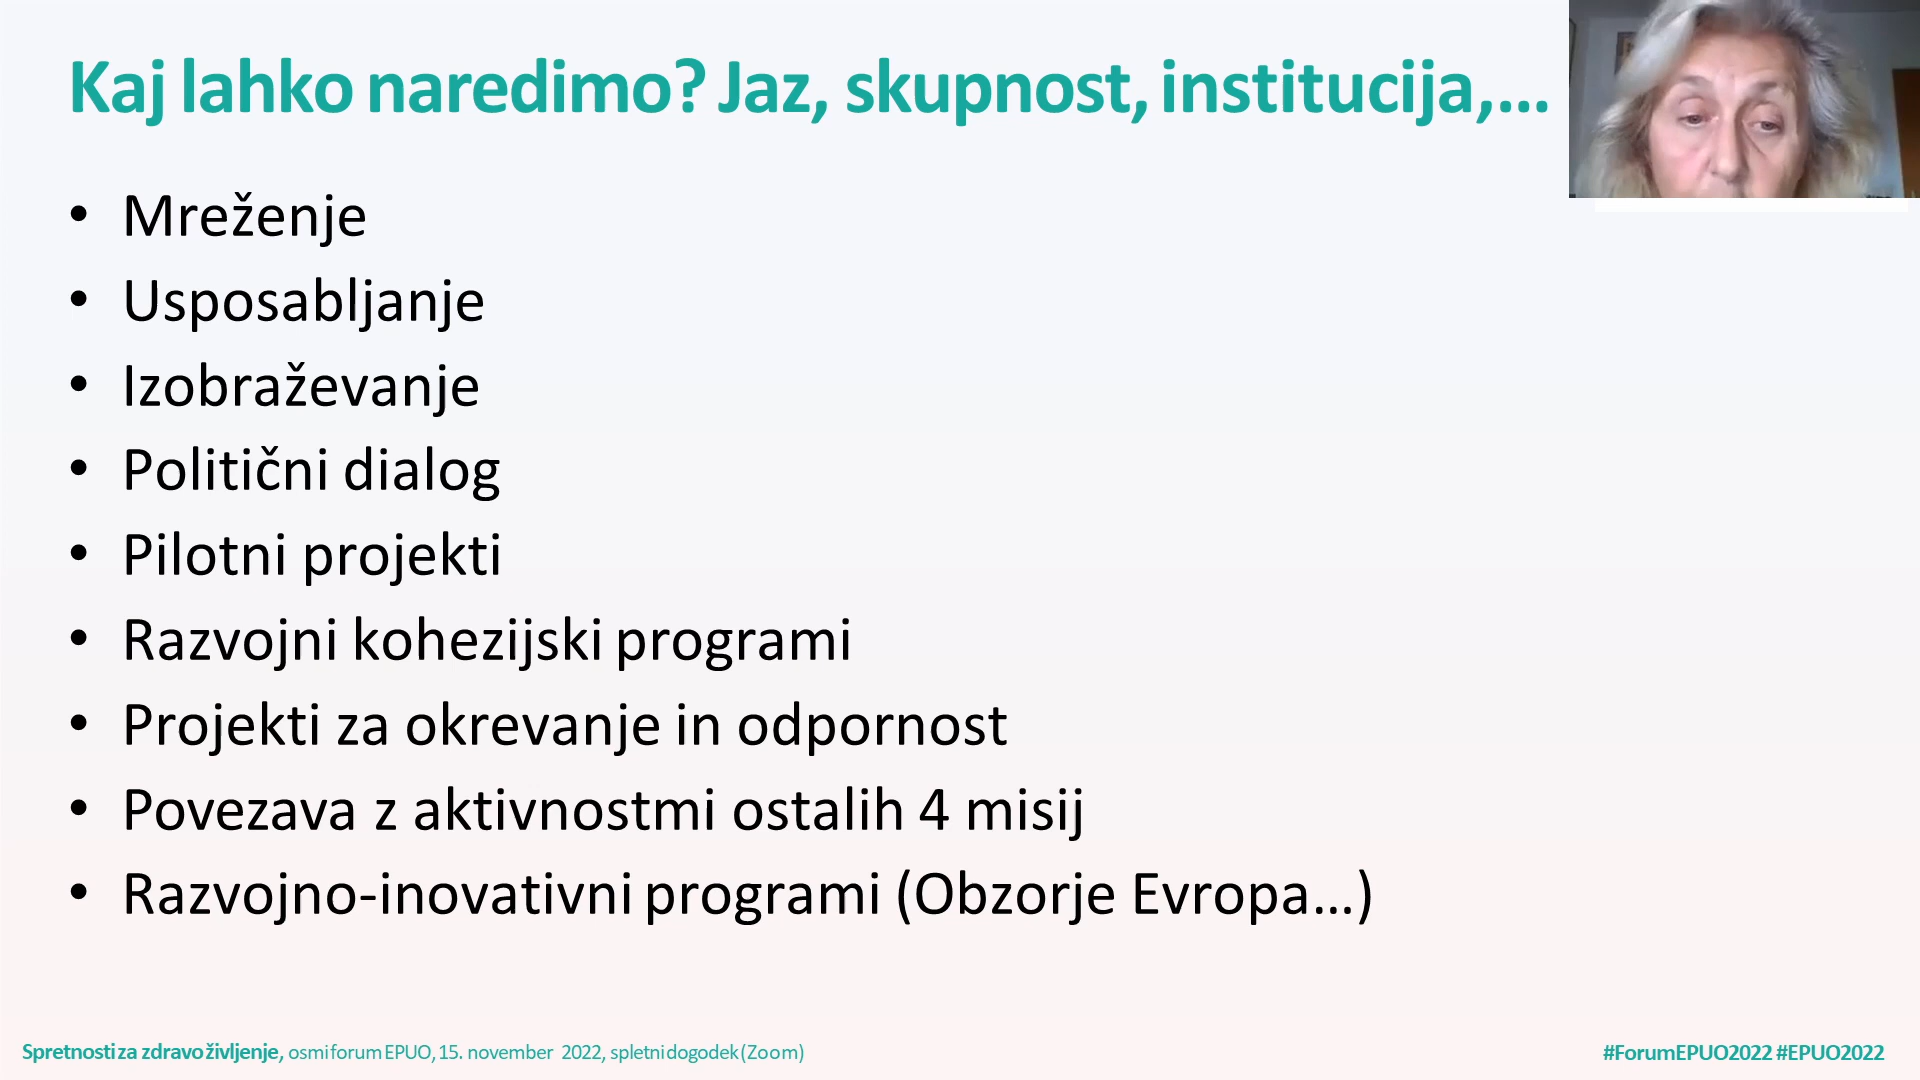 Kaj lahko naredimo? Jaz, skupnost, institucija,...
• Mreženje
• Usposabljanje
• Izobraževanje
• Politični dialog
• Pilotni projekti
• Razvojni kohezijski programi
• Projekti za okrevanje in odpornost
• Povezava z aktivnostmi ostalih 4 misij
• Razvojno-inovativni programi (Obzorje Evropa...)
Spretnosti za zdravo življenje, osmi forum EPUO, 15. november 2022, spletni dogodek (Zoom)
#ForumEPUO2022 #EPUO2022